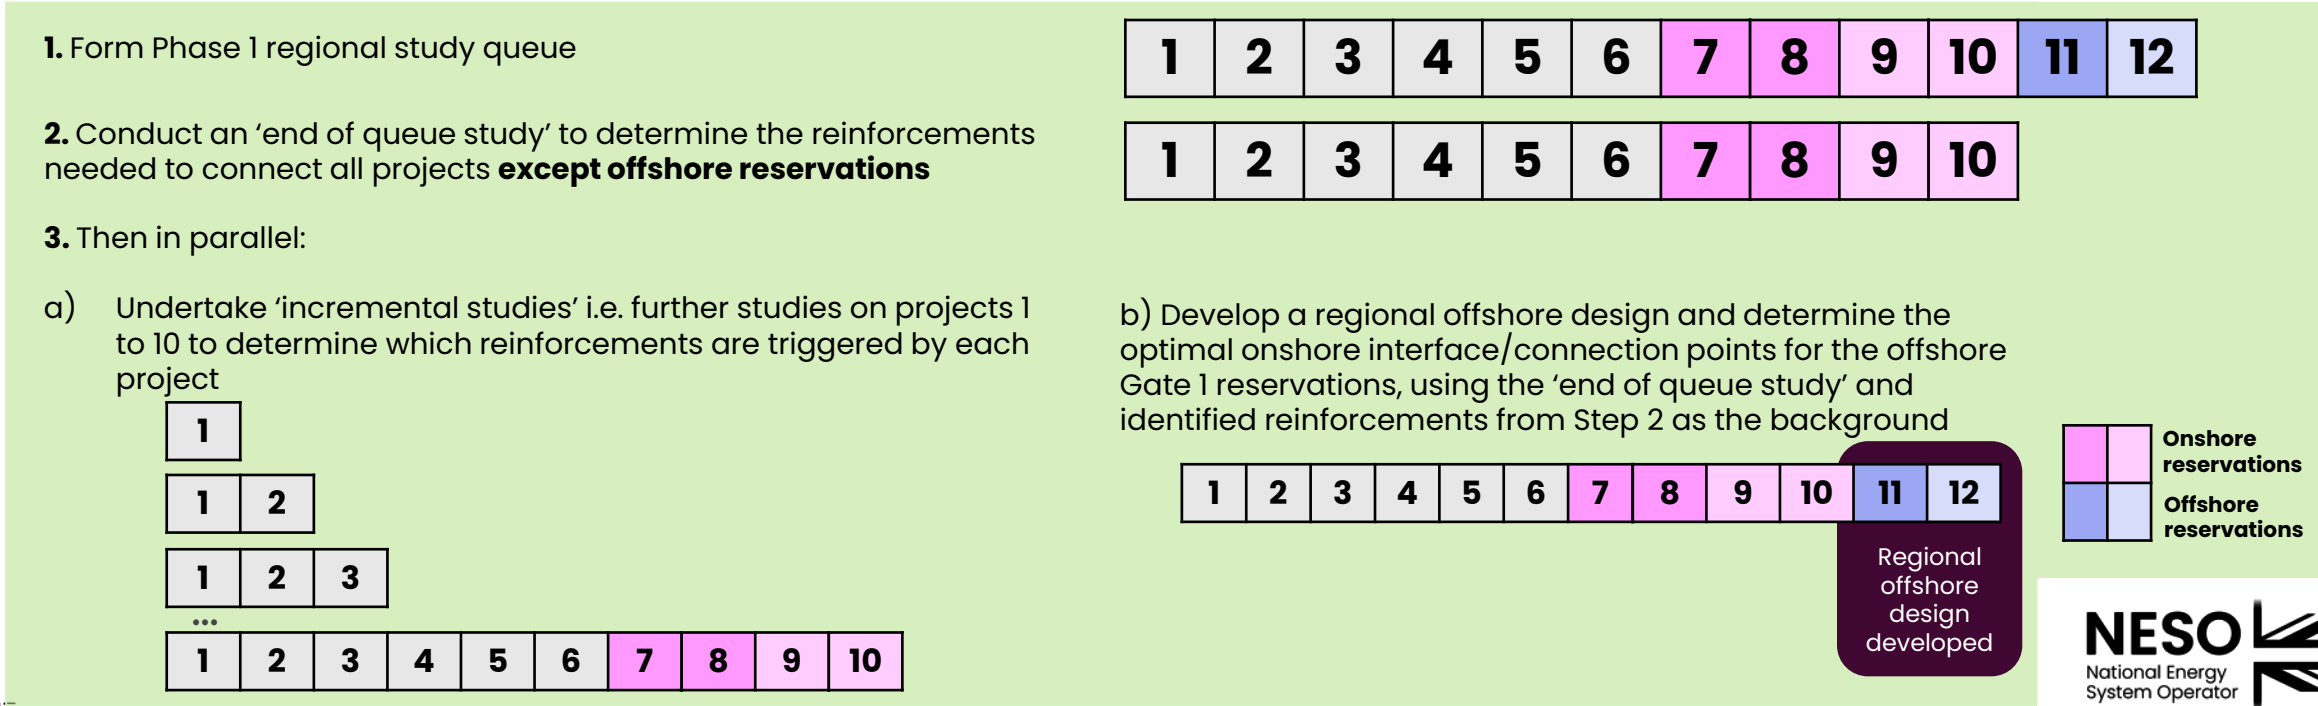 1. Form Phase 1 regional study queue
1 2 3 4 5 6 7 8 9 10 11 12
2. Conduct an ‘end of queue study’ to determine the reinforcements
needed to connect all projects except offshore reservations
1 2 3 4 5 6 7 8 9 10
3. Then in parallel:
a) Undertake ‘incremental studies’ i.e. further studies on projects 1
to 10 to determine which reinforcements are triggered by each
project
1
1 2
1 2 3
...
1 2 3 4 5 6 7 8 9 10
b) Develop a regional offshore design and determine the
optimal onshore interface/connection points for the offshore
Gate 1 reservations, using the ‘end of queue study’ and
identified reinforcements from Step 2 as the background
1 2 3 4 5 6 7 8 9 10 11 12
Regional
offshore
design
developed
Onshore
reservations
Offshore
reservations
NESO
National Energy
System Operator